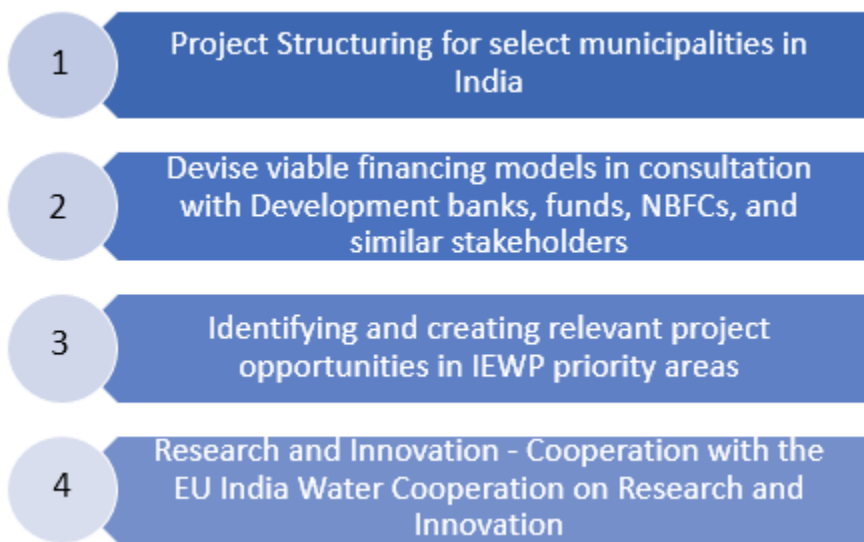 1
Project Structuring for select municipalities in
India
2
Devise viable financing models in consultation
with Development banks, funds, NBFCs, and
similar stakeholders
3
Identifying and creating relevant project
opportunities in IEWP priority areas
4
Research and Innovation - Cooperation with the
EU India Water Cooperation on Research and
Innovation